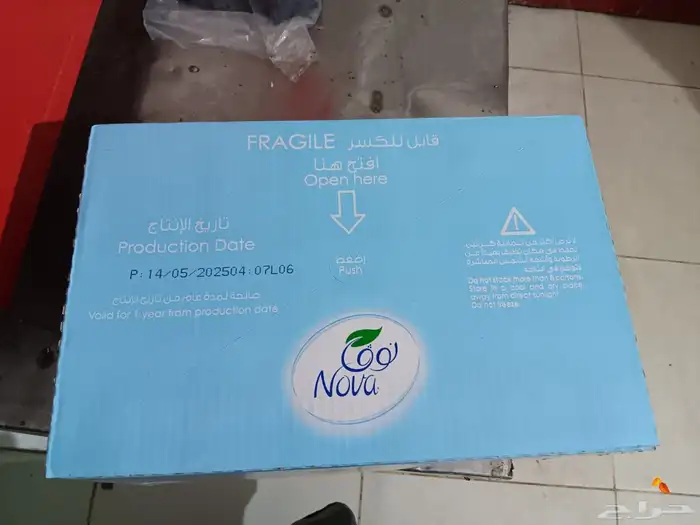 FRAGILE قابل للكسر
افتح هنا
Open here
تاريخ الإنتاج
Production Date
P: 14/05/202504:07L06
صالحة لمدة عام من تاريخ الإنتاج
Valid for 1 year from production date
إضغط
Push
Do not stack more than 8 cartons.
Store in a cool and dry place
away from direct sunlight
Do not freeze.
نوڤا
Nova
حراج